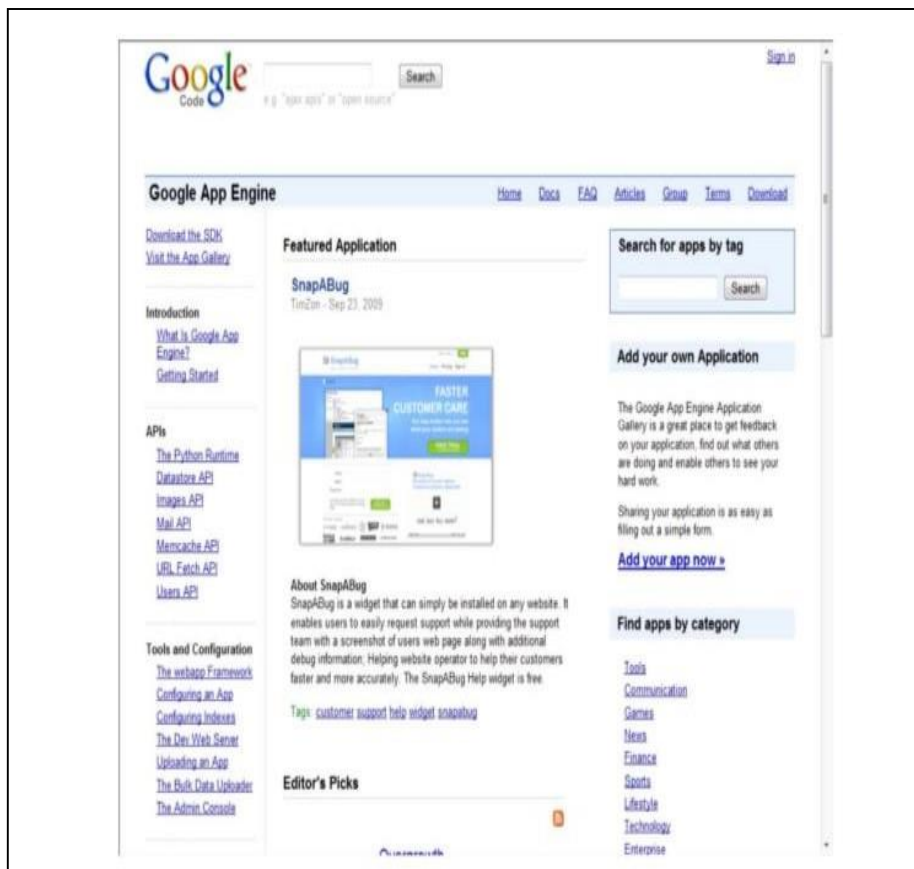 Google
Code
Search
e.g. "ajax apis" or "open source"
Sign in
Google App Engine
Home Docs FAQ Articles Group Terms Download
Download the SDK
Visit the App Gallery
Introduction
What Is Google App
Engine?
Getting Started
APIs
The Python Runtime
Datastore API
Images API
Mail API
Memcache API
URL Fetch API
Users API
Tools and Configuration
The webapp Framework
Configuring an App
Configuring Indexes
The Dev Web Server
Uploading an App
The Bulk Data Uploader
The Admin Console
Featured Application
SnapABug
TimZon - Sep 23, 2009
SnapABug
FASTER
CUSTOMER CARE
About SnapABug
SnapABug is a widget that can simply be installed on any website. It
enables users to easily request support while providing the support
team with a screenshot of users web page along with additional
debug information; Helping website operator to help their customers
faster and more accurately. The SnapABug Help widget is free.
Tags: customer support help widget snapabug
Editor's Picks
Search for apps by tag
Search
Add your own Application
The Google App Engine Application
Gallery is a great place to get feedback
on your application, find out what others
are doing and enable others to see your
hard work.
Sharing your application is as easy as
filling out a simple form.
Add your app now »
Find apps by category
Tools
Communication
Games
News
Finance
Sports
Lifestyle
Technology
Enterprise